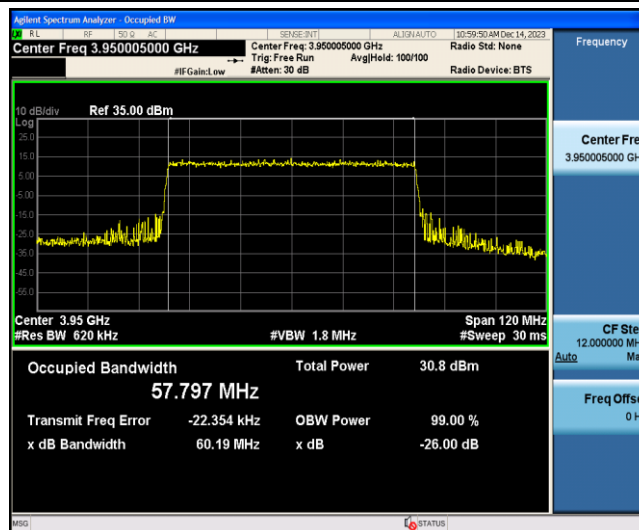 Agilent Spectrum Analyzer - Occupied BW
RL RF 50 Ω AC SENSE:INT ALIGNAUTO 10:59:50 AM Dec 14, 2023
Center Freq 3.950005000 GHz
Center Freq: 3.950005000 GHz
Radio Std: None
Trig: Free Run Avg|Hold: 100/100
#IFGain:Low #Atten: 30 dB Radio Device: BTS
Frequency
10 dB/div Ref 35.00 dBm
Log
25.0
15.0
5.00
-5.00
-15.0
-25.0
-35.0
-45.0
-55.0
Center 3.95 GHz Span 120 MHz
#Res BW 620 kHz #VBW 1.8 MHz #Sweep 30 ms
Occupied Bandwidth Total Power 30.8 dBm
57.797 MHz
Transmit Freq Error -22.354 kHz OBW Power 99.00 %
x dB Bandwidth 60.19 MHz x dB -26.00 dB
Center Fre
3.950005000 GH
CF Ste
12.000000 MH
Auto Ma
Freq Offse
0 H
MSG STATUS